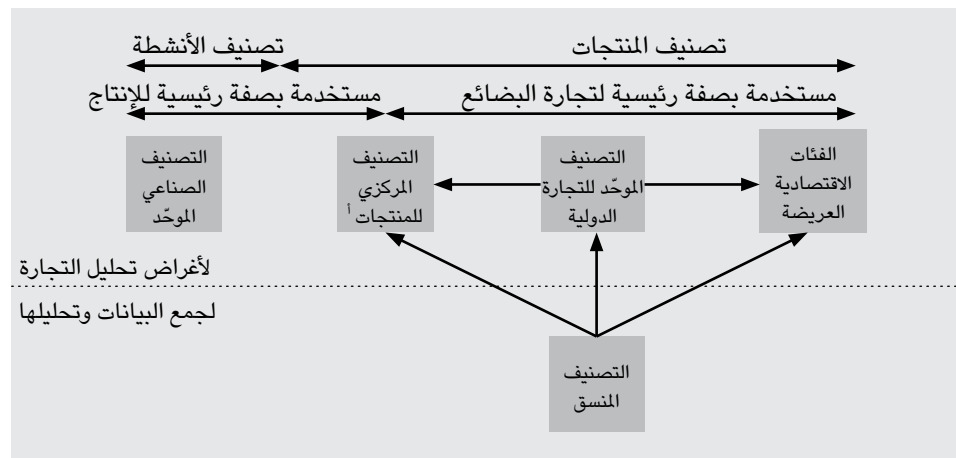 تصنيف المنتجات
تصنيف الأنشطة
مستخدمة بصفة رئيسية لتجارة البضائع
مستخدمة بصفة رئيسية للإنتاج
الفئات
الاقتصادية
العريضة
التصنيف
الموحّد للتجارة
الدولية
التصنيف
المركزي
للمنتجات أ
التصنيف
الصناعي
الموحّد
لأغراض تحليل التجارة
لجمع البيانات وتحليلها
التصنيف
المنسق